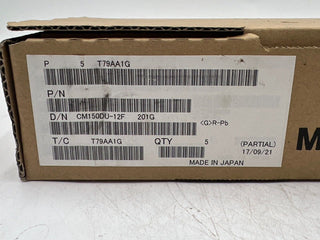 P 5 T79AA1G
P/N
D/N CM150DU-12F 201G <G>R-Pb
T/C T79AA1G QTY 5 (PARTIAL)
17/09/21
MADE IN JAPAN
M